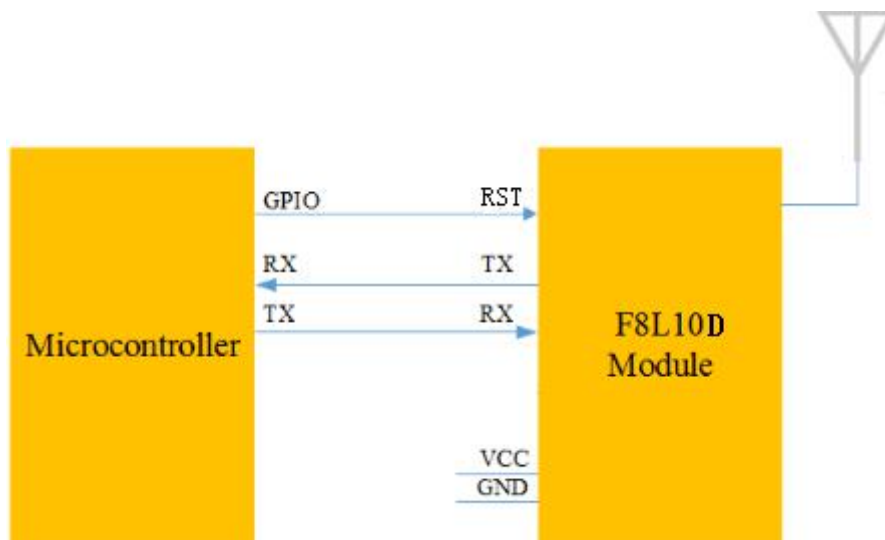 GPIO RST
RX TX
TX RX
Microcontroller
F8L10D
Module
VCC
GND